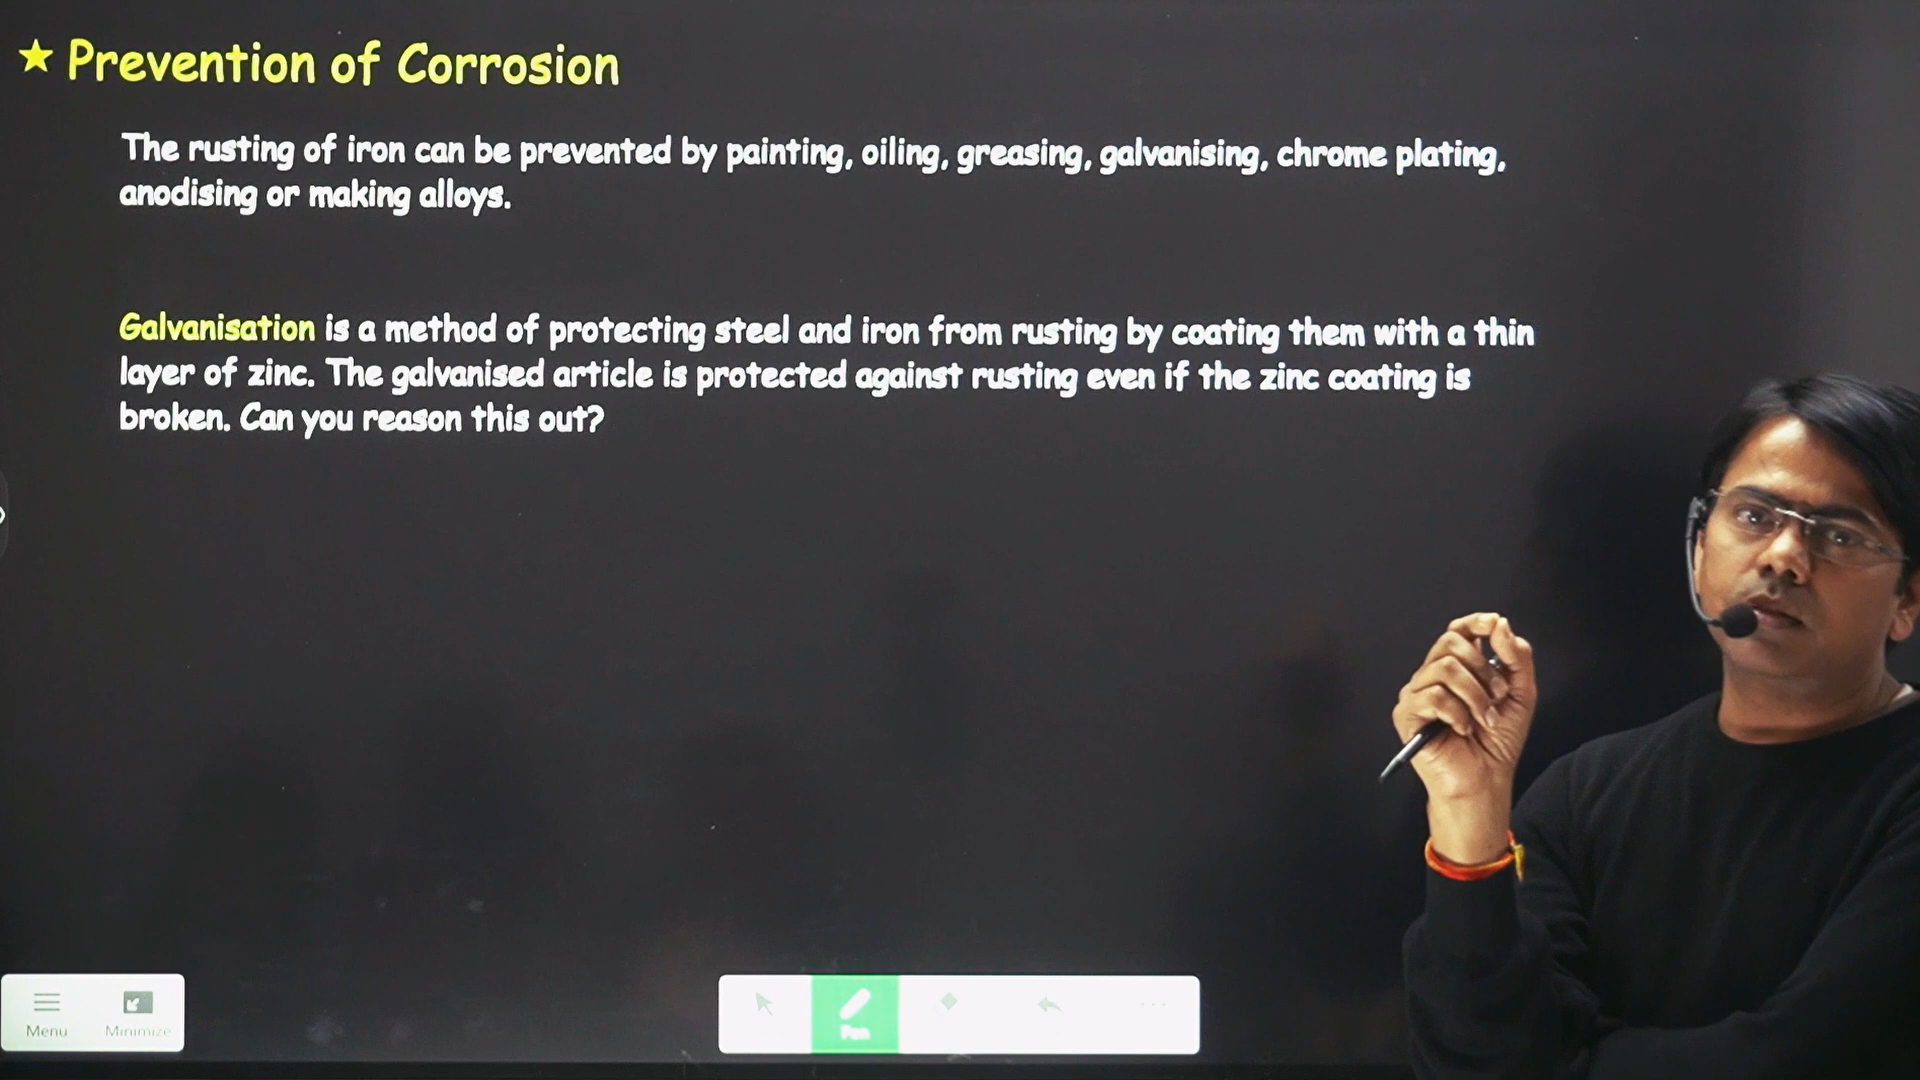 ★ Prevention of Corrosion
The rusting of iron can be prevented by painting, oiling, greasing, galvanising, chrome plating,
anodising or making alloys.
Galvanisation is a method of protecting steel and iron from rusting by coating them with a thin
layer of zinc. The galvanised article is protected against rusting even if the zinc coating is
broken. Can you reason this out?
Menu
Minimize
Pen